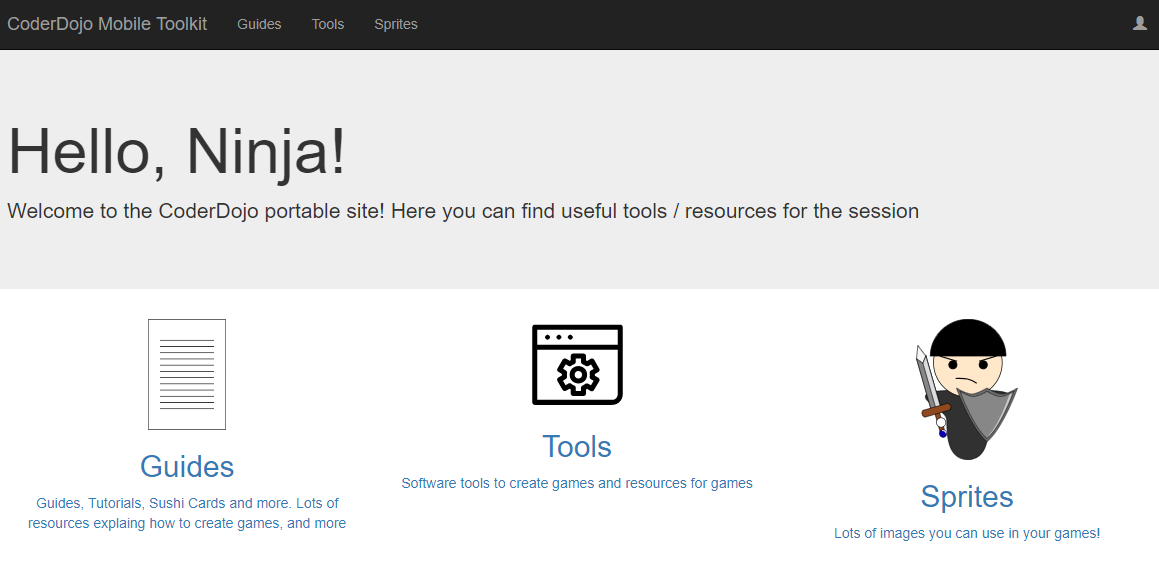 CoderDojo Mobile Toolkit Guides Tools Sprites
Hello, Ninja!
Welcome to the CoderDojo portable site! Here you can find useful tools / resources for the session
Guides
Guides, Tutorials, Sushi Cards and more. Lots of
resources explaing how to create games, and more
Tools
Software tools to create games and resources for games
Sprites
Lots of images you can use in your games!